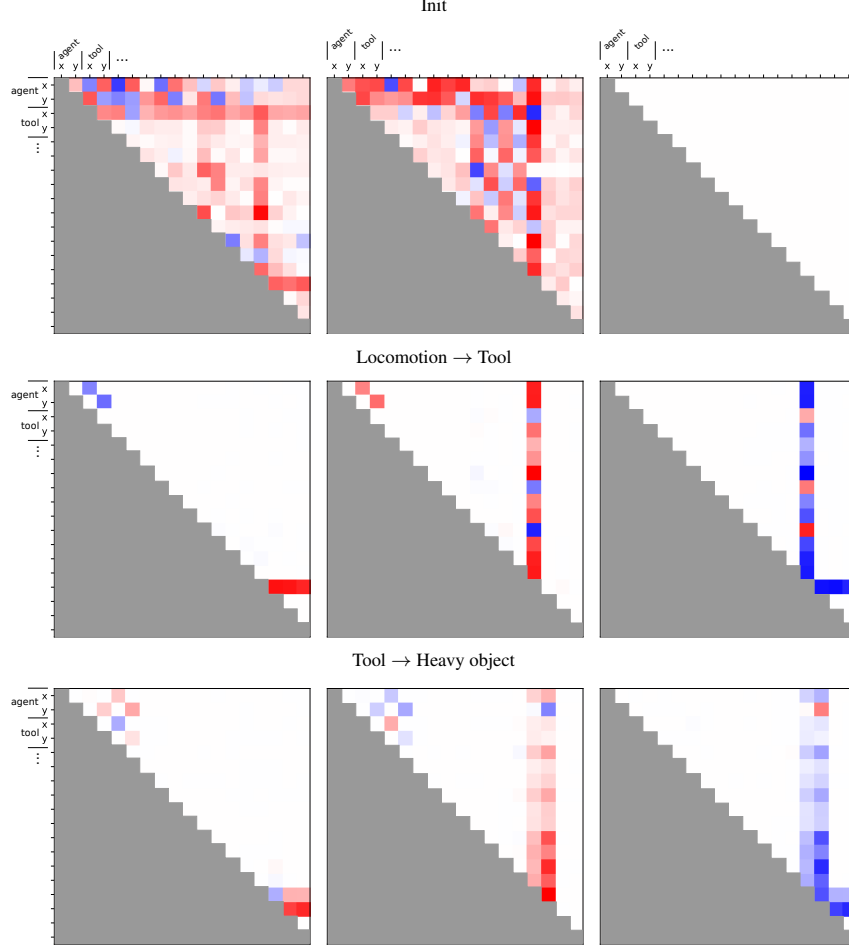 Init
agent tool ...
x y x y
agent tool ...
x y x y
agent tool ...
x y x y
agent x
y
tool x
y
⋮
Locomotion → Tool
agent x
y
tool x
y
⋮
Tool → Heavy object
agent x
y
tool x
y
⋮